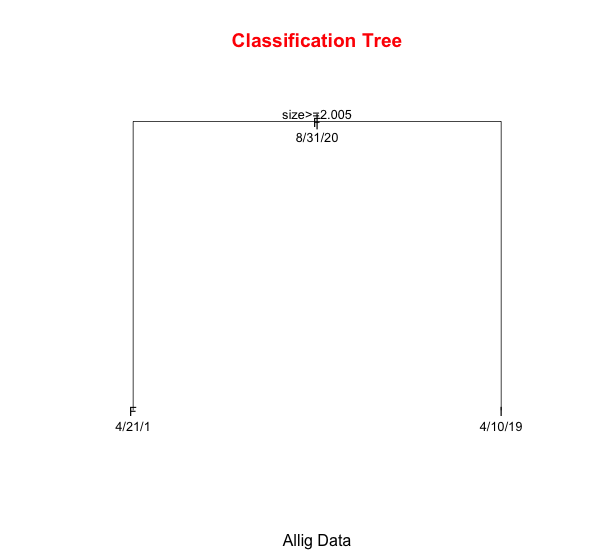 Classification Tree
size>=2.005
F
8/31/20
F
4/21/1
I
4/10/19
Allig Data